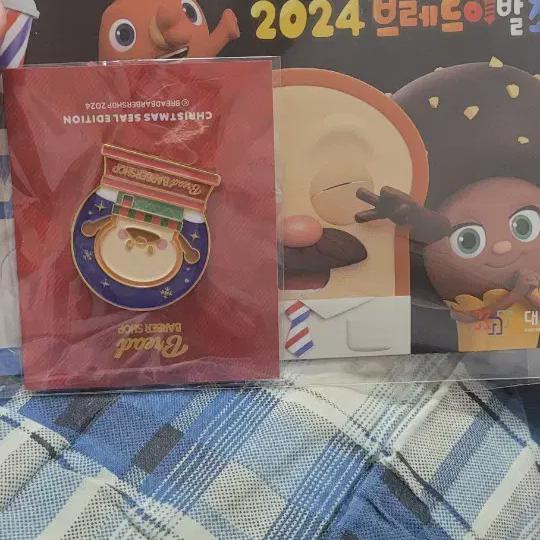 2024 브레드이발
대
© BREADBARBERSHOP 2024
CHRISTMAS SEAL EDITION
Bread BARBERSHOP
Bread
BARBER SHOP